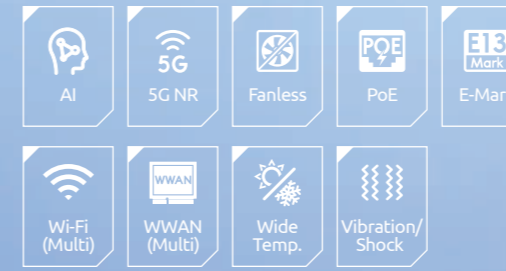 5G
POE
E13
Mark
AI
5G NR
Fanless
PoE
E-Mar
WWAN
Wi-Fi
(Multi)
WWAN
(Multi)
Wide
Temp.
Vibration/
Shock